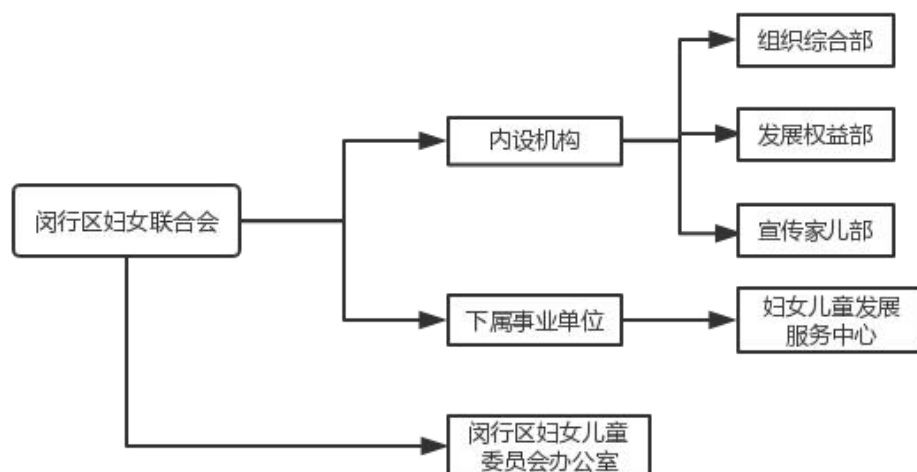 组织综合部
内设机构
发展权益部
闵行区妇女联合会
宣传家儿部
下属事业单位
妇女儿童发展
服务中心
闵行区妇女儿童
委员会办公室